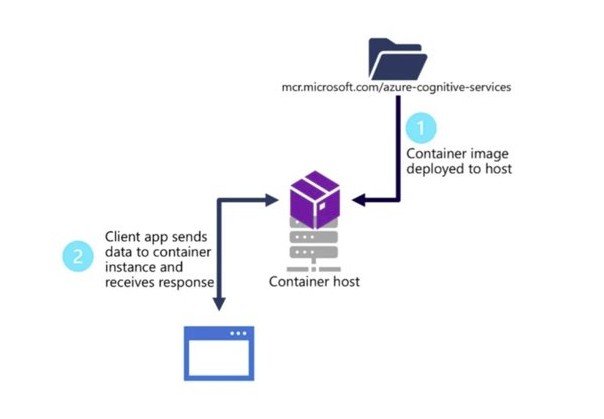 mcr.microsoft.com/azure-cognitive-services
1
Container image
deployed to host
2
Client app sends
data to container
instance and
receives response
Container host